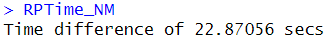 > RPTime_NM
Time difference of 22.87056 secs